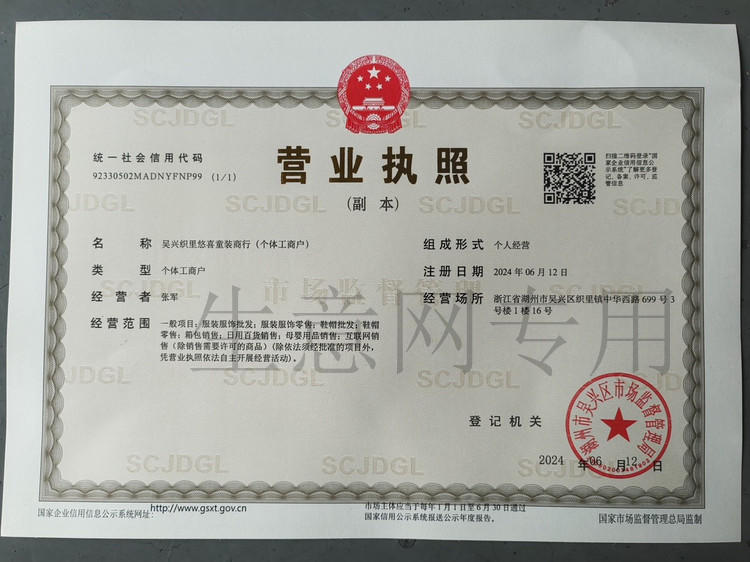 统一社会信用代码
92330502MADNYFNP99 (1/1)
营业执照
(副本)
扫描二维码登录"国
家企业信用信息公
示系统"了解更多登
记、备案、许可、监
管信息
名称 吴兴织里悠喜童装商行（个体工商户）
类型 个体工商户
经营者 张军
经营范围 一般项目：服装服饰批发；服装服饰零售；鞋帽批发；鞋帽
零售；箱包销售；日用百货销售；母婴用品销售；互联网销
售（除销售需要许可的商品）(除依法须经批准的项目外，
凭营业执照依法自主开展经营活动)。
组成形式 个人经营
注册日期 2024年06月12日
经营场所 浙江省湖州市吴兴区织里镇中华西路699号3
号楼1楼16号
SCJDGL SCJDGL
SCJDGL SCJDGL
市场监督管理
SCJDGL SCJDGL
SCJDGL SCJDGL
生意网专用
登记机关
湖州市吴兴区市场监督管理局
2024年06月12日
国家企业信用信息公示系统网址：http://www.gsxt.gov.cn
市场主体应当于每年1月1日至6月30日通过
国家信用公示系统报送公示年度报告。
国家市场监督管理总局监制